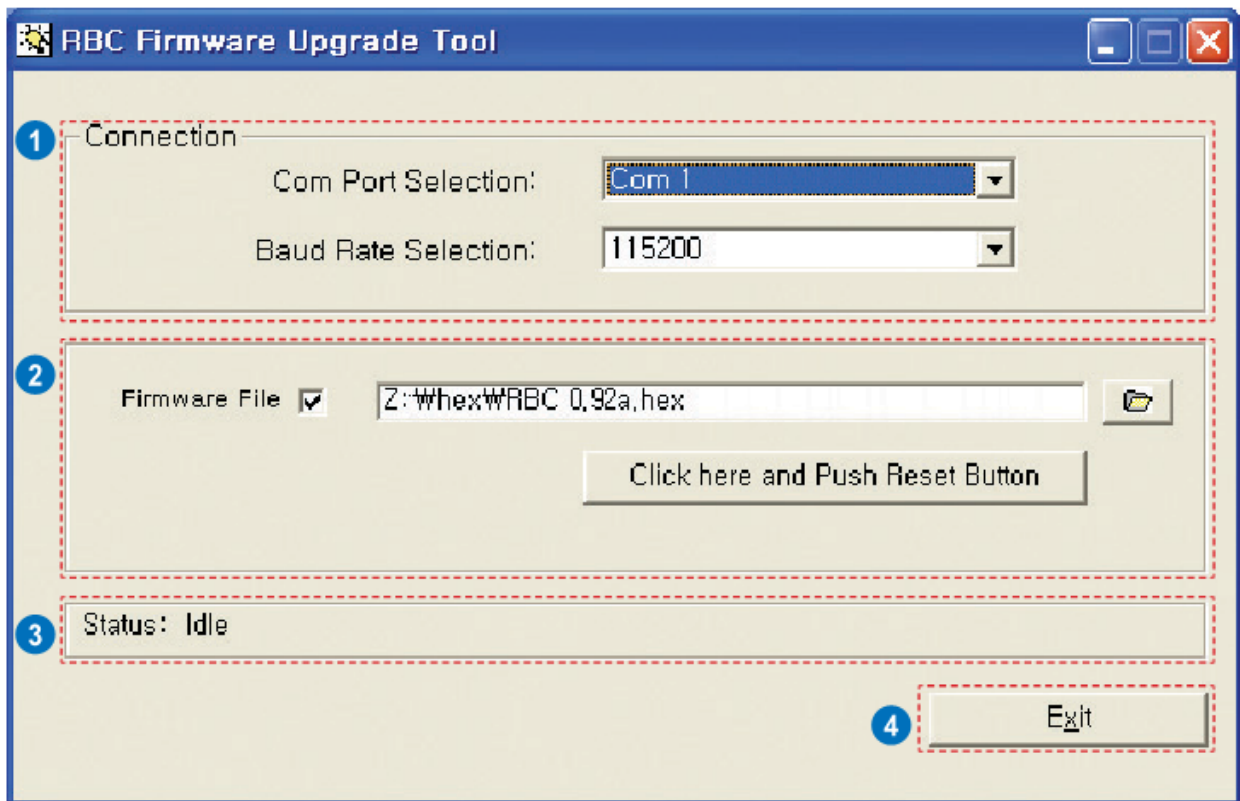 RBC Firmware Upgrade Tool
1
Connection
Com Port Selection:
Com 1
Baud Rate Selection:
115200
2
Firmware File
Z:₩hex₩RBC 0,92a,hex
Click here and Push Reset Button
3
Status: Idle
4
Exit